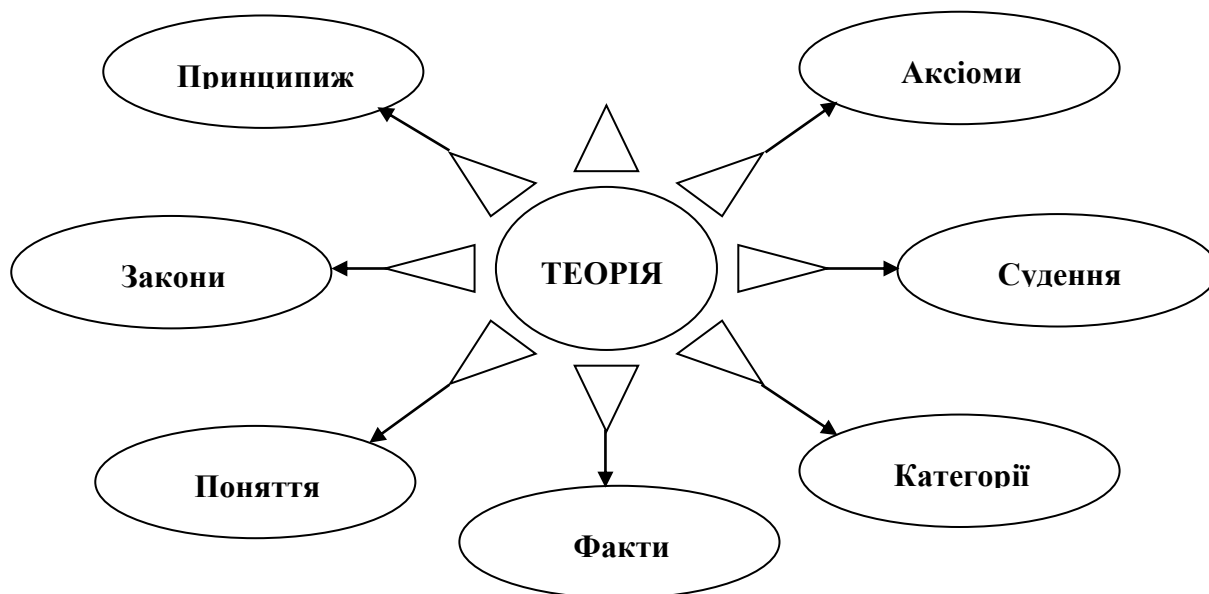 Принципиж
Аксіоми
Закони
ТЕОРІЯ
Судення
Поняття
Категорії
Факти